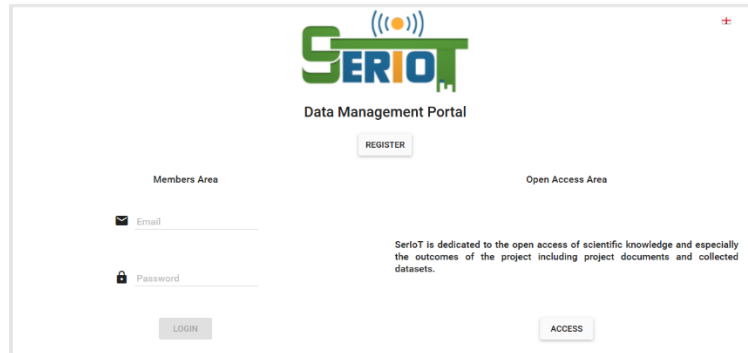 SERIOT
Data Management Portal
REGISTER
Members Area
Open Access Area
Email
Password
SerIoT is dedicated to the open access of scientific knowledge and especially
the outcomes of the project including project documents and collected
datasets.
LOGIN
ACCESS